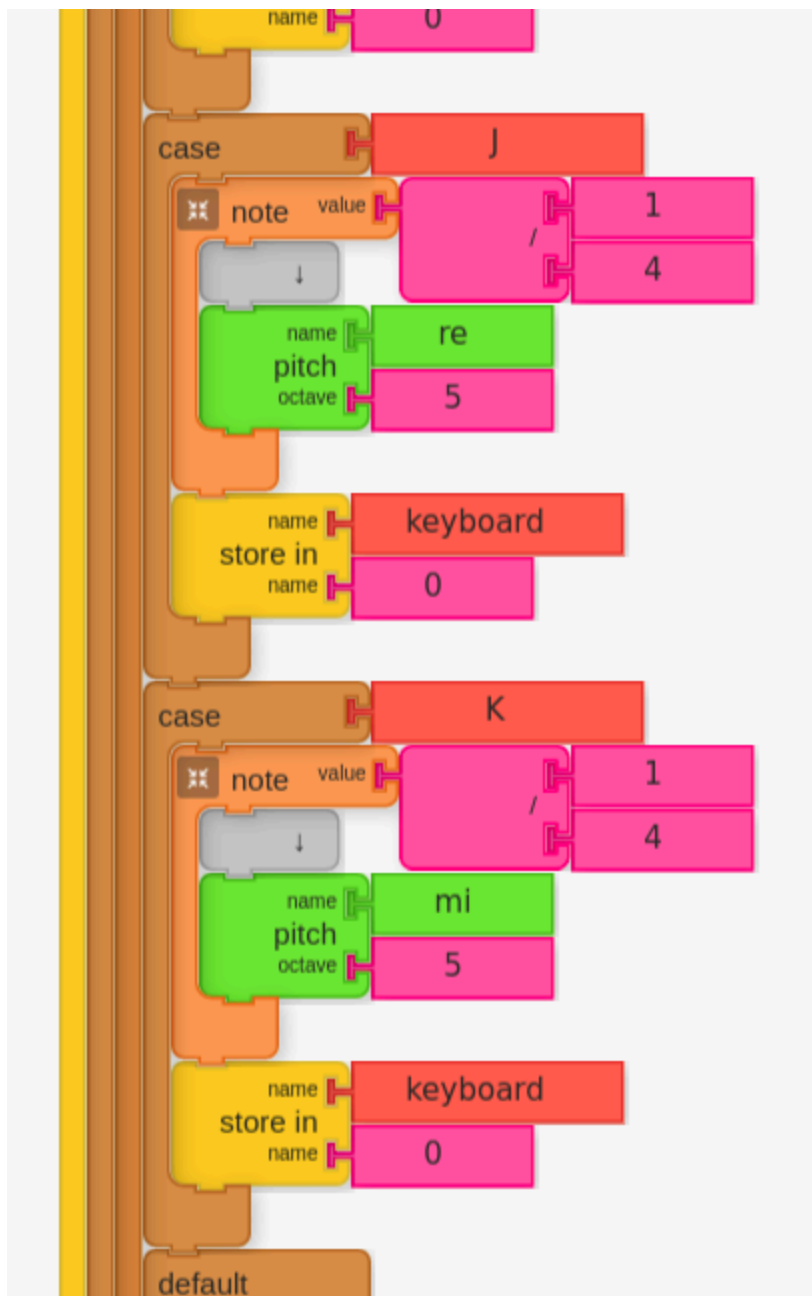 name 0
case J
note value 1
/
4
↓
name re
pitch
octave 5
name keyboard
store in
name 0
case K
note value 1
/
4
↓
name mi
pitch
octave 5
name keyboard
store in
name 0
default